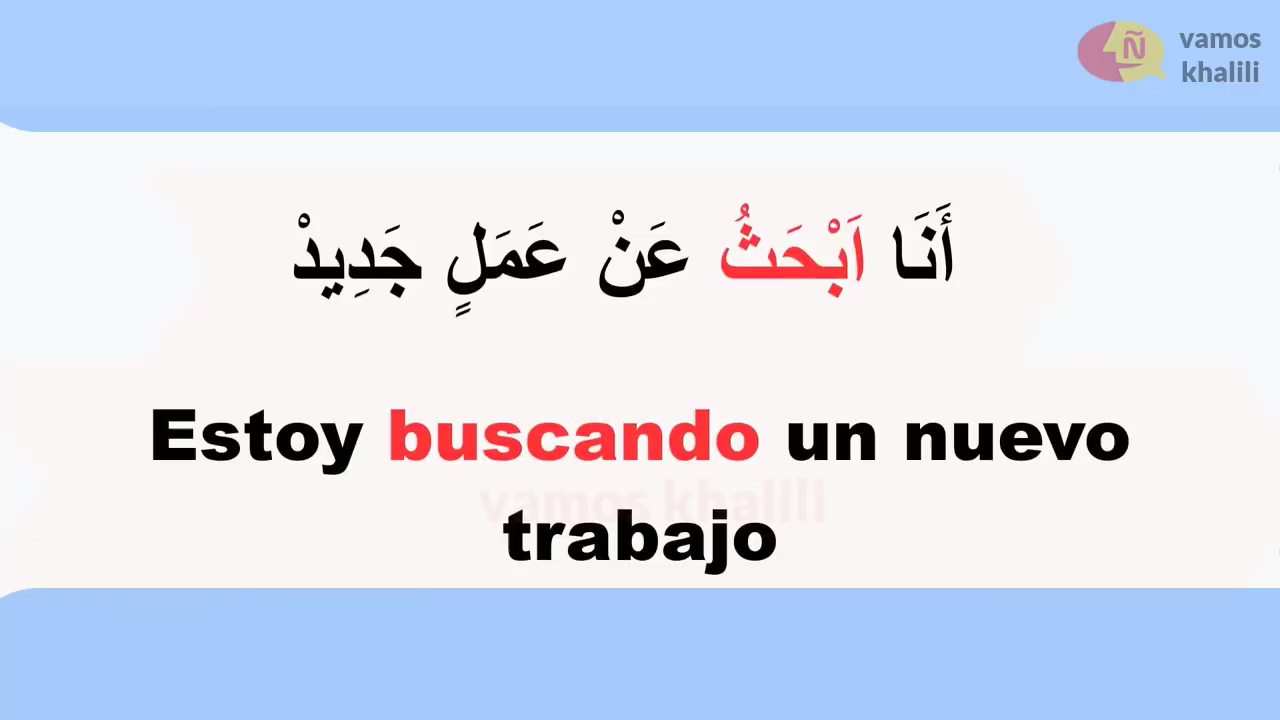 vamos
khalili
أَنَا اَبْحَثُ عَنْ عَمَلٍ جَدِيدْ
Estoy buscando un nuevo
vamos khalili
trabajo